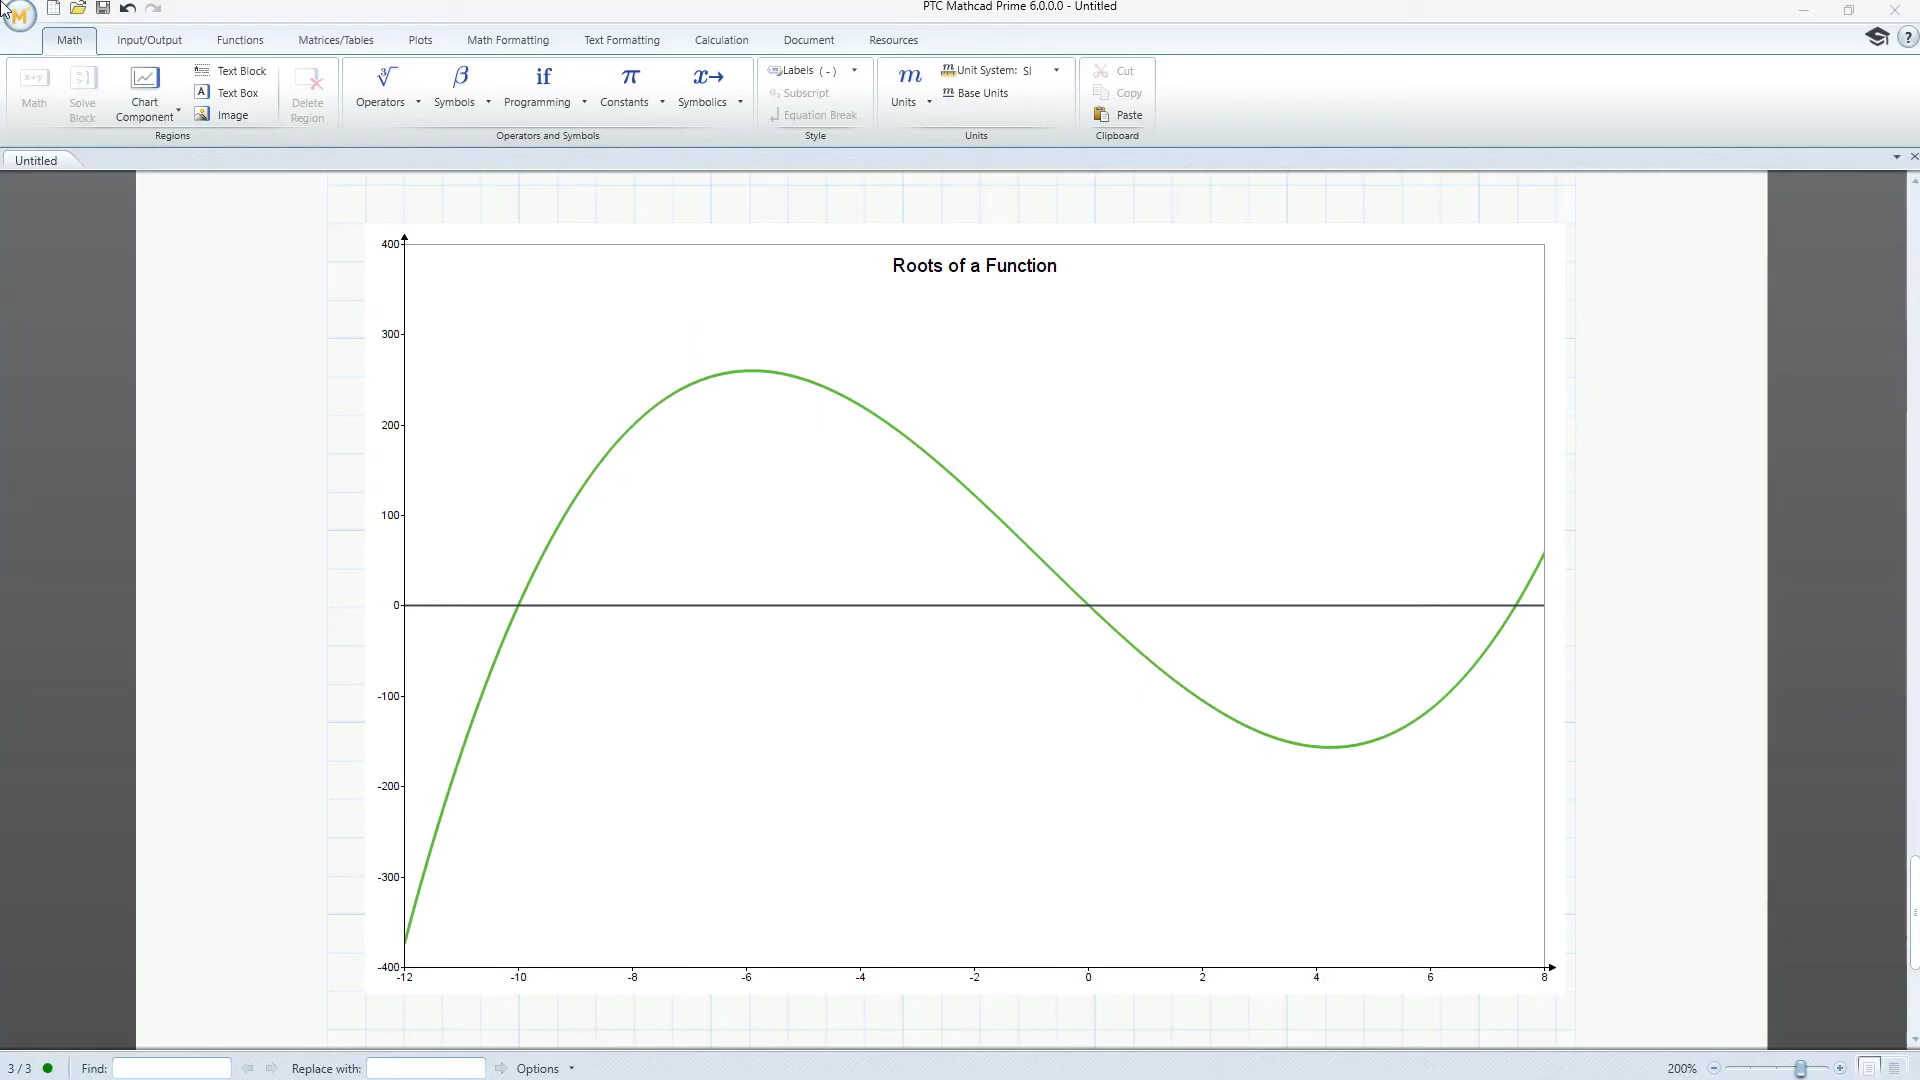 PTC Mathcad Prime 6.0.0.0 - Untitled
Math Input/Output Functions Matrices/Tables Plots Math Formatting Text Formatting Calculation Document Resources
Math
Solve Block
Chart Component
Text Block
Text Box
Image
Delete Region
Regions
Operators
Symbols
if Programming
π Constants
Symbolics
Operators and Symbols
Labels ( - )
Subscript
Equation Break
Style
Units
Unit System: SI
Base Units
Units
Cut
Copy
Paste
Clipboard
Untitled
Roots of a Function
400
300
200
100
0
-100
-200
-300
-400
-12 -10 -8 -6 -4 -2 0 2 4 6 8
3 / 3 Find: Replace with: Options 200%